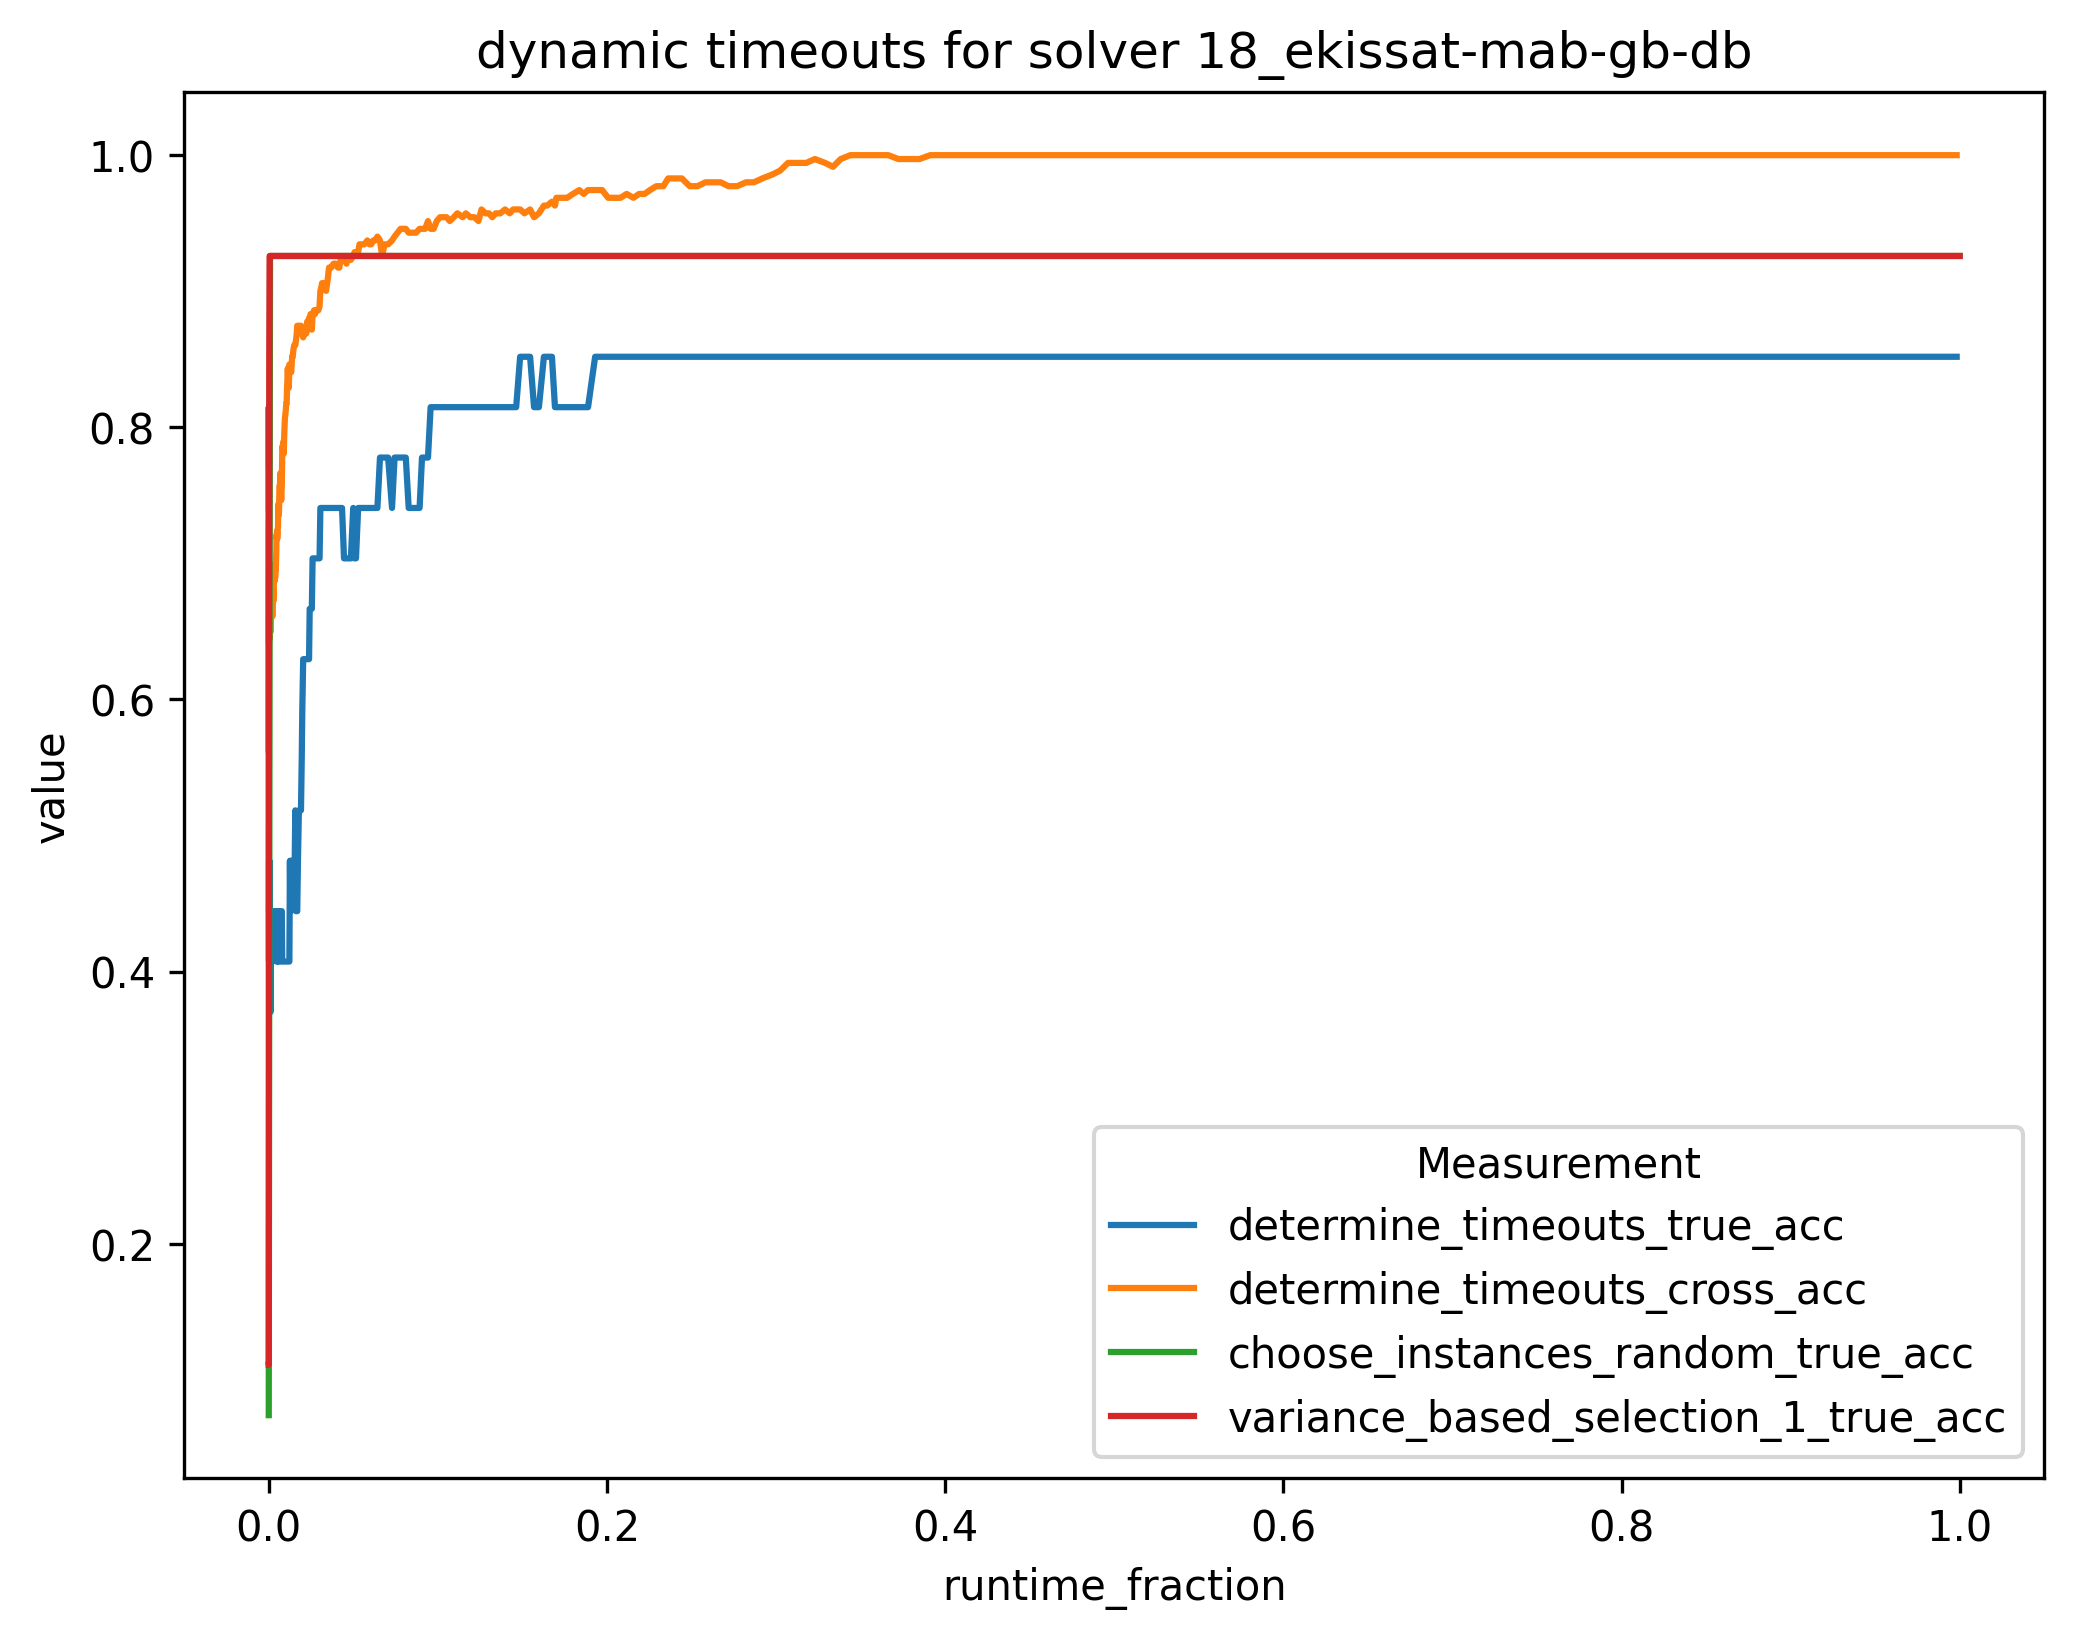 dynamic timeouts for solver 18_ekissat-mab-gb-db
1.0
0.8
0.6
0.4
0.2
value
0.0
0.2
0.4
0.6
0.8
1.0
runtime_fraction
Measurement
determine_timeouts_true_acc
determine_timeouts_cross_acc
choose_instances_random_true_acc
variance_based_selection_1_true_acc